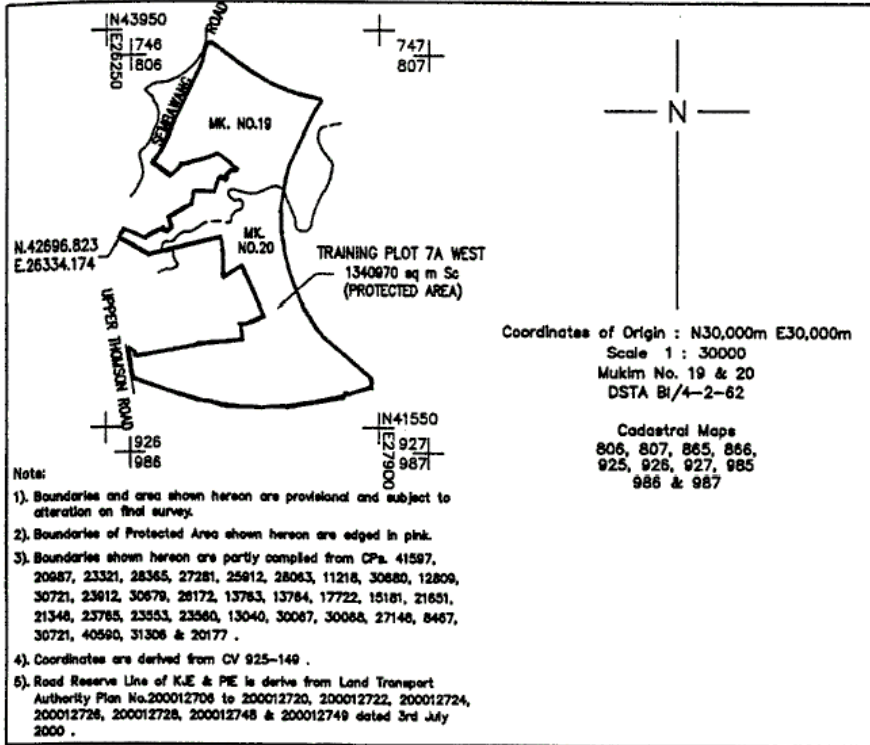 N43950
E26250
746
806
ROAD
747
807
SEMBAWANG
MK. NO.19
N.42696.823
E.26334.174
MK.
NO.20
TRAINING PLOT 7A WEST
1340970 sq m Sc
(PROTECTED AREA)
UPPER THOMSON ROAD
926
986
N41550
E27900
927
987
N
Coordinates of Origin : N30,000m E30,000m
Scale 1 : 30000
Mukim No. 19 & 20
DSTA BI/4-2-62
Cadastral Maps
806, 807, 865, 866,
925, 926, 927, 985
986 & 987
Note:
1). Boundaries and area shown hereon are provisional and subject to
alteration on final survey.
2). Boundaries of Protected Area shown hereon are edged in pink.
3). Boundaries shown hereon are partly compiled from CPs. 41597,
20987, 23321, 28365, 27281, 25912, 28063, 11218, 30680, 12809,
30721, 23912, 30679, 26172, 13763, 13764, 17722, 15181, 21651,
21348, 23765, 23553, 23560, 13040, 30067, 30068, 27148, 8467,
30721, 40590, 31306 & 20177 .
4). Coordinates are derived from CV 925-149 .
5). Road Reserve Line of KJE & PIE is derive from Land Transport
Authority Plan No.200012706 to 200012720, 200012722, 200012724,
200012726, 200012728, 200012748 & 200012749 dated 3rd July
2000 .